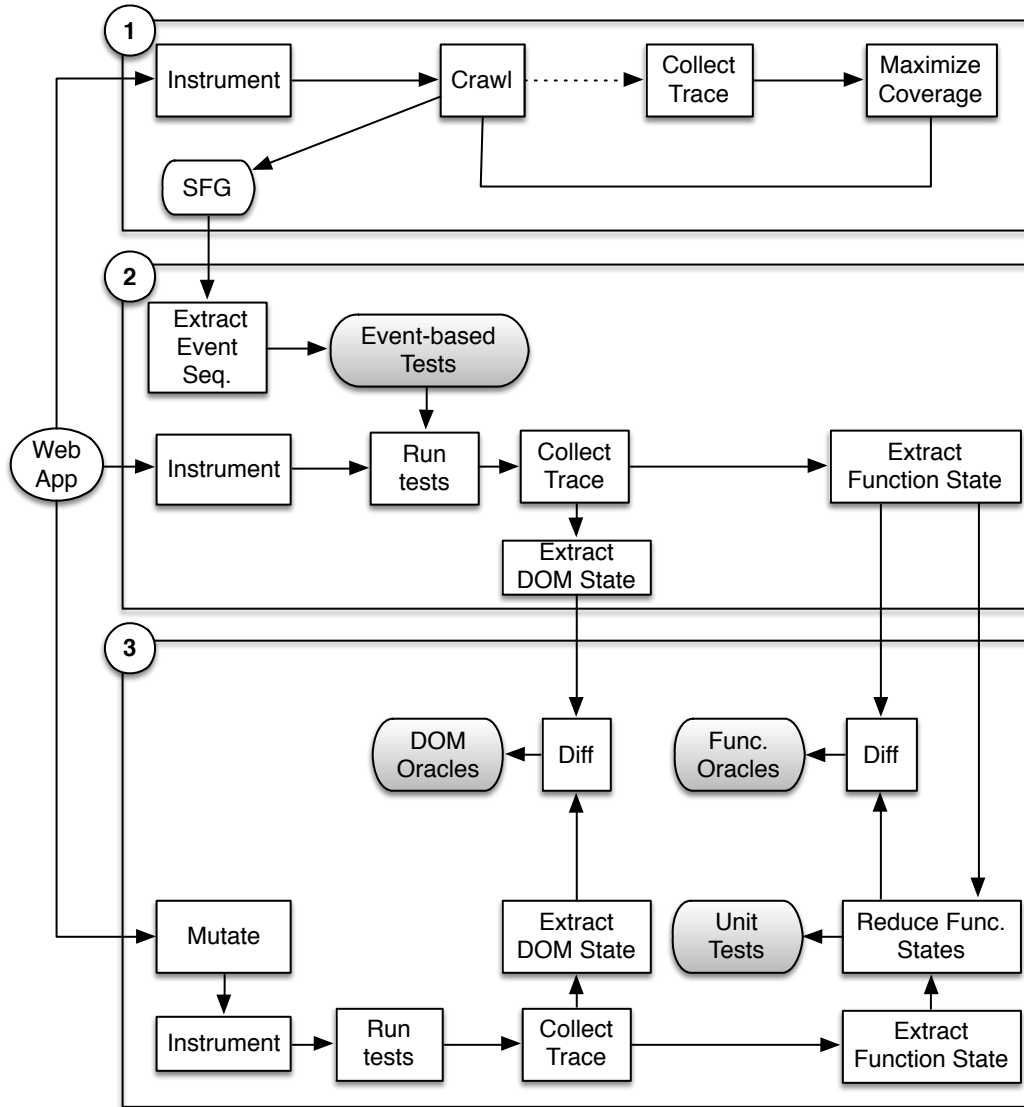 1
Instrument
Crawl
Collect
Trace
Maximize
Coverage
SFG
2
Extract
Event
Seq.
Event-based
Tests
Web
App
Instrument
Run
tests
Collect
Trace
Extract
Function State
Extract
DOM State
3
DOM
Oracles
Diff
Func.
Oracles
Diff
Mutate
Extract
DOM State
Unit
Tests
Reduce Func.
States
Instrument
Run
tests
Collect
Trace
Extract
Function State